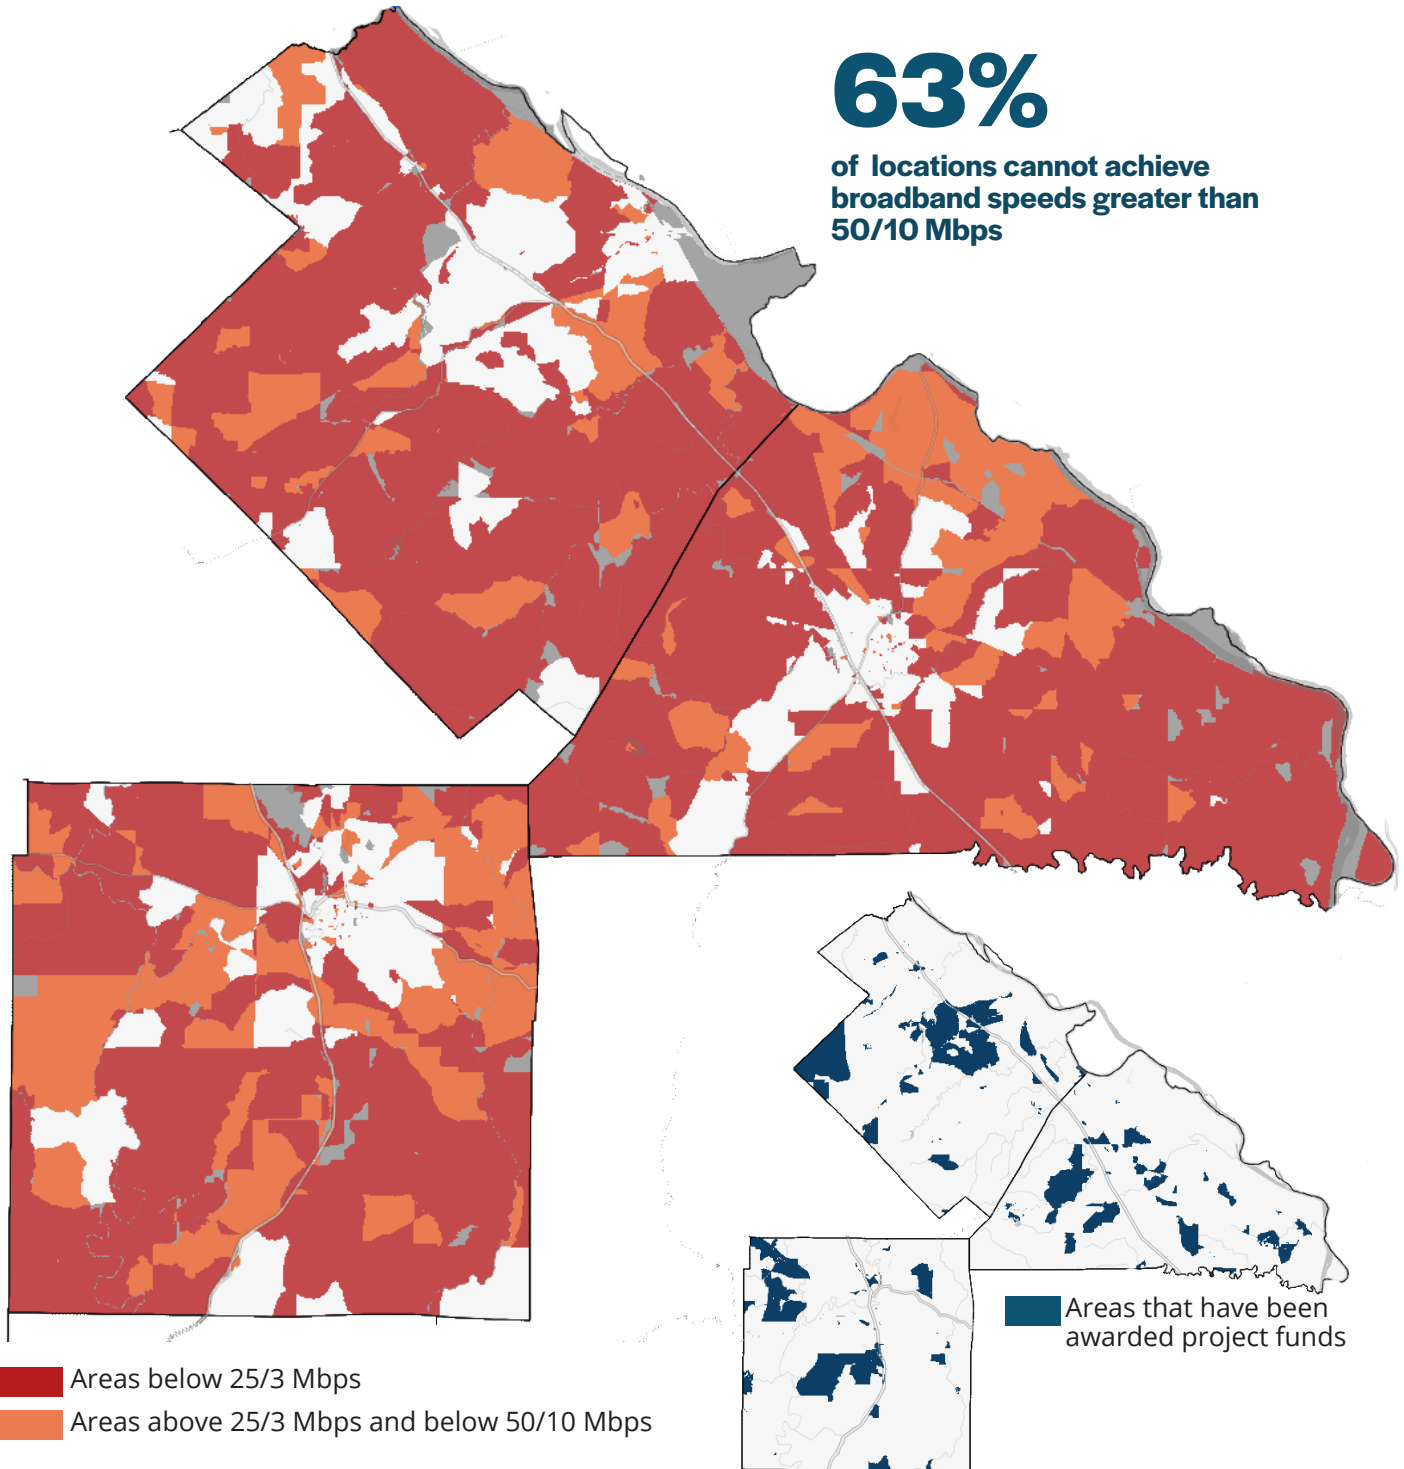 63%
of locations cannot achieve
broadband speeds greater than
50/10 Mbps
Areas that have been
awarded project funds
Areas below 25/3 Mbps
Areas above 25/3 Mbps and below 50/10 Mbps